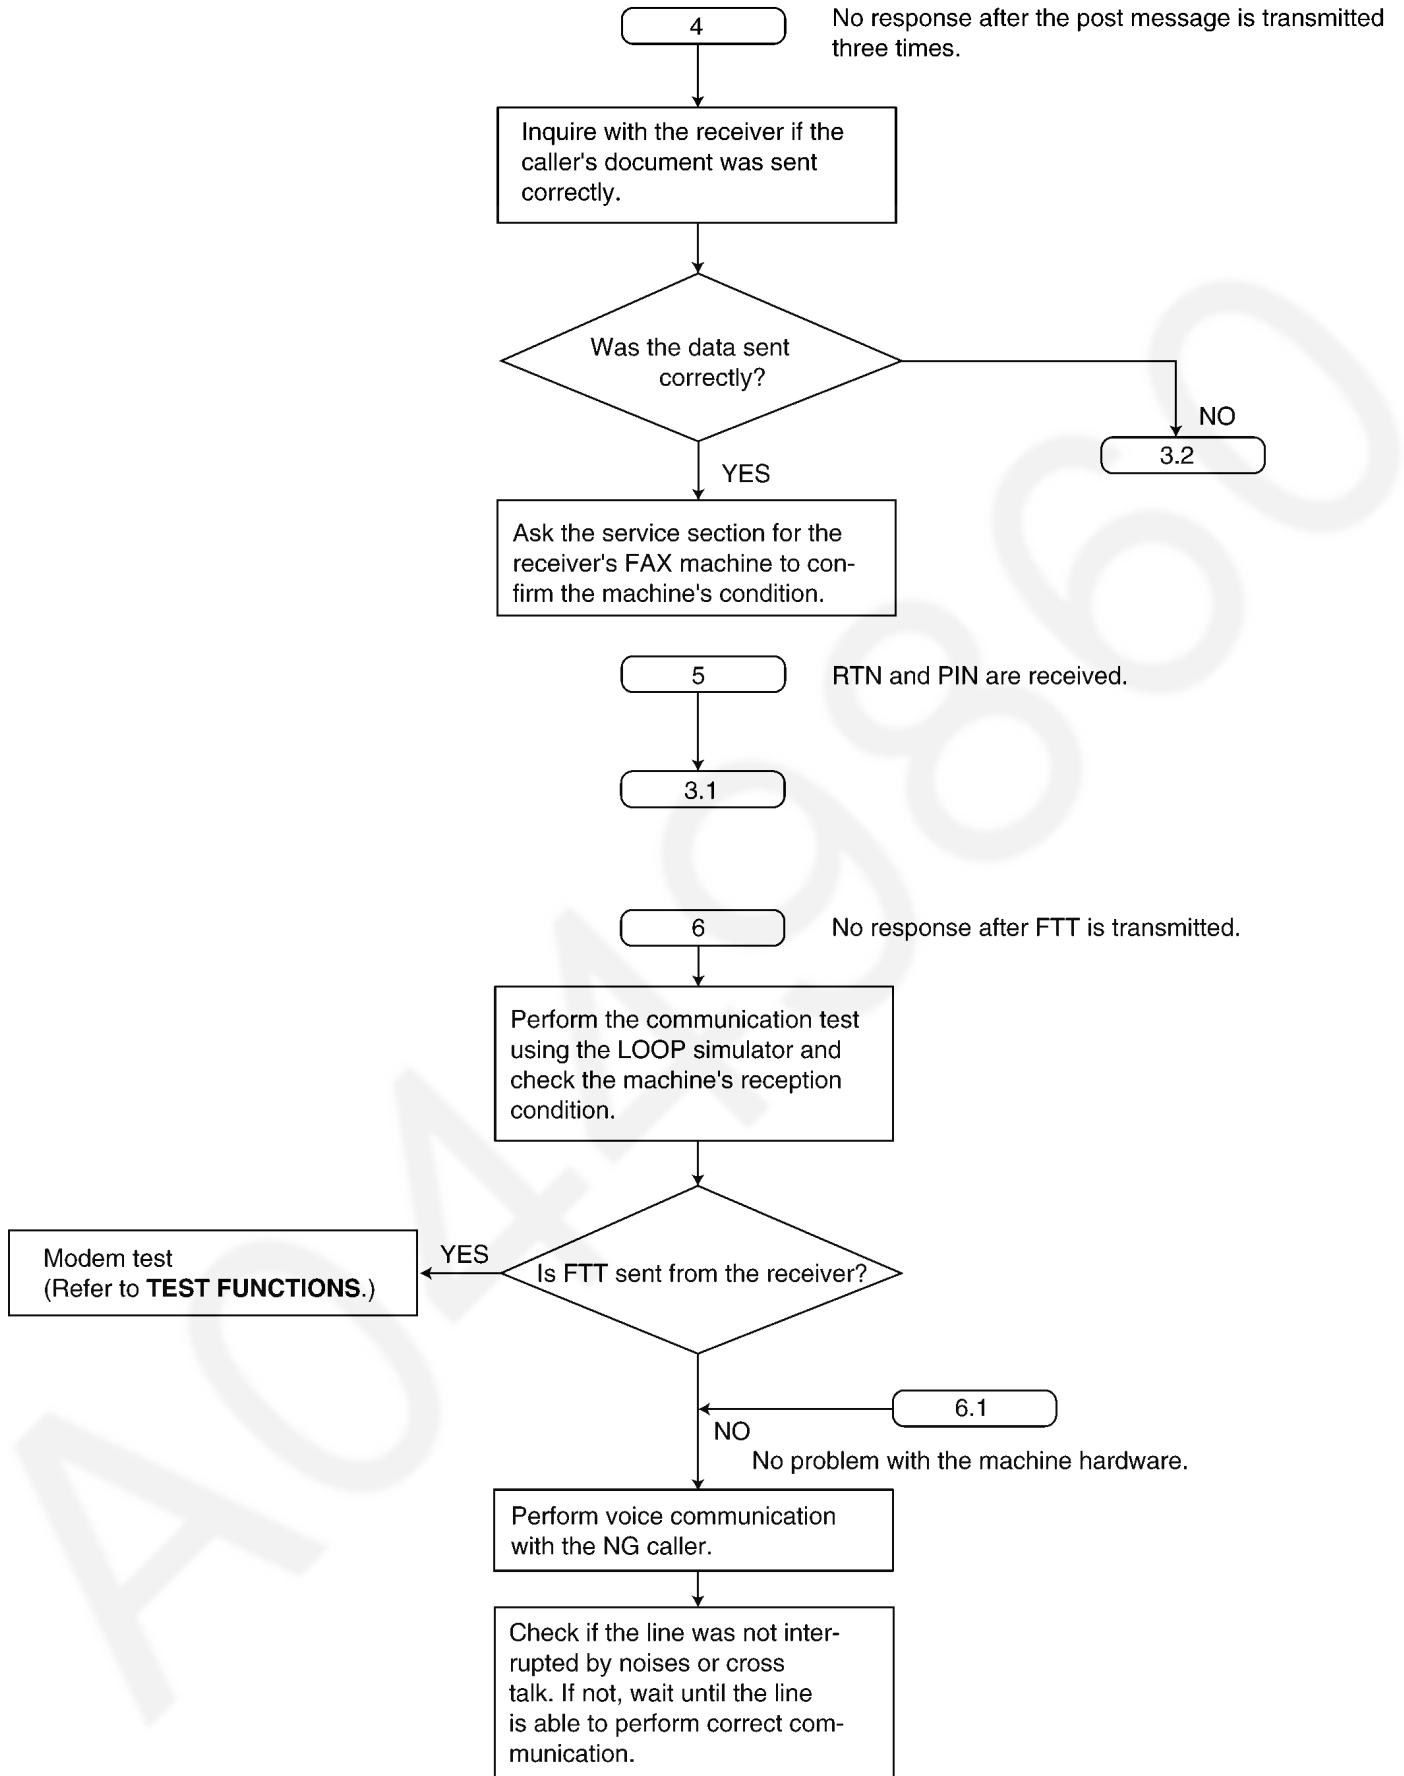 4
No response after the post message is transmitted
three times.
Inquire with the receiver if the
caller's document was sent
correctly.
Was the data sent
correctly?
NO
3.2
YES
Ask the service section for the
receiver's FAX machine to con-
firm the machine's condition.
5
RTN and PIN are received.
3.1
6
No response after FTT is transmitted.
Perform the communication test
using the LOOP simulator and
check the machine's reception
condition.
Modem test
(Refer to TEST FUNCTIONS.)
YES
Is FTT sent from the receiver?
6.1
NO
No problem with the machine hardware.
Perform voice communication
with the NG caller.
Check if the line was not inter-
rupted by noises or cross
talk. If not, wait until the line
is able to perform correct com-
munication.
A0449860